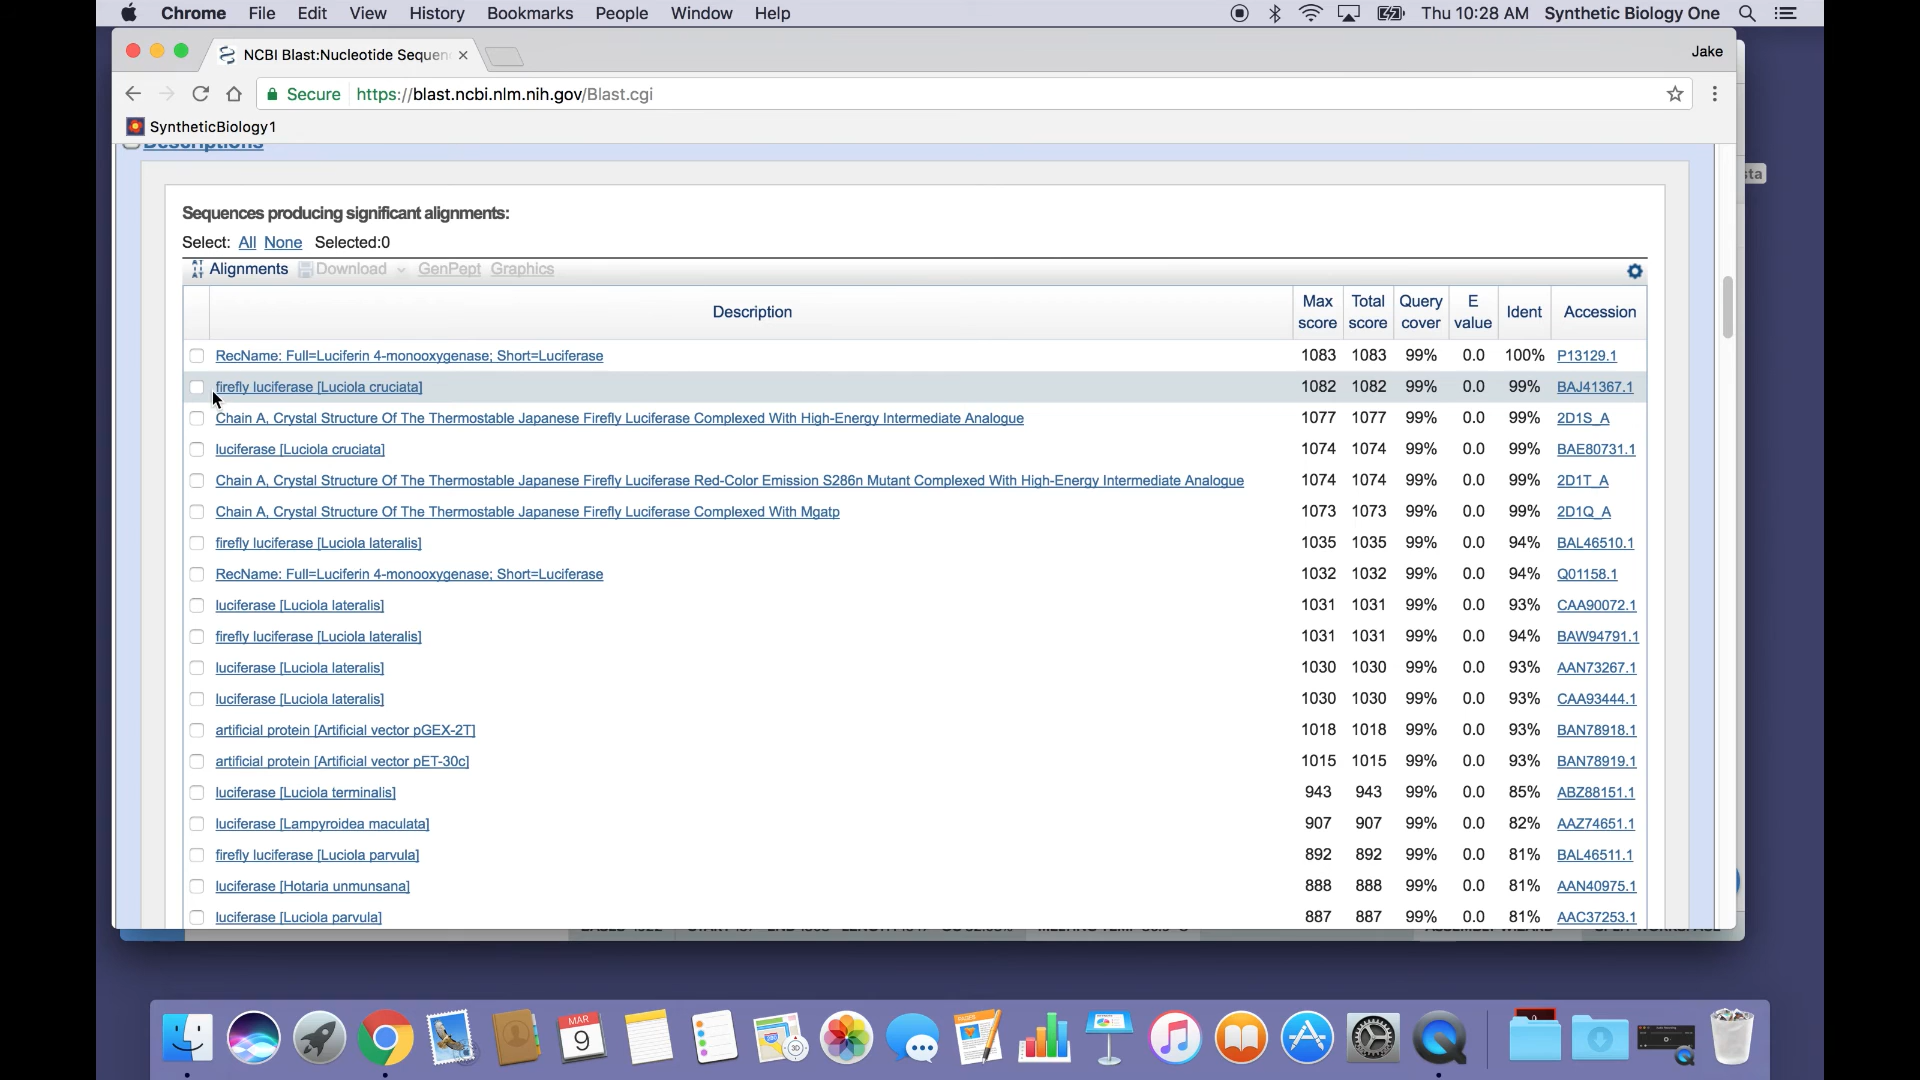 Chrome File Edit View History Bookmarks People Window Help Thu 10:28 AM Synthetic Biology One
NCBI Blast:Nucleotide Sequen Jake
Secure https://blast.ncbi.nlm.nih.gov/Blast.cgi
SyntheticBiology1
Descriptions
sta
Sequences producing significant alignments:
Select: All None Selected:0
Alignments Download GenPept Graphics
Description Max score Total score Query cover E value Ident Accession
RecName: Full=Luciferin 4-monooxygenase; Short=Luciferase 1083 1083 99% 0.0 100% P13129.1
firefly luciferase [Luciola cruciata] 1082 1082 99% 0.0 99% BAJ41367.1
Chain A, Crystal Structure Of The Thermostable Japanese Firefly Luciferase Complexed With High-Energy Intermediate Analogue 1077 1077 99% 0.0 99% 2D1S_A
luciferase [Luciola cruciata] 1074 1074 99% 0.0 99% BAE80731.1
Chain A, Crystal Structure Of The Thermostable Japanese Firefly Luciferase Red-Color Emission S286n Mutant Complexed With High-Energy Intermediate Analogue 1074 1074 99% 0.0 99% 2D1T_A
Chain A, Crystal Structure Of The Thermostable Japanese Firefly Luciferase Complexed With Mgatp 1073 1073 99% 0.0 99% 2D1Q_A
firefly luciferase [Luciola lateralis] 1035 1035 99% 0.0 94% BAL46510.1
RecName: Full=Luciferin 4-monooxygenase; Short=Luciferase 1032 1032 99% 0.0 94% Q01158.1
luciferase [Luciola lateralis] 1031 1031 99% 0.0 93% CAA90072.1
firefly luciferase [Luciola lateralis] 1031 1031 99% 0.0 94% BAW94791.1
luciferase [Luciola lateralis] 1030 1030 99% 0.0 93% AAN73267.1
luciferase [Luciola lateralis] 1030 1030 99% 0.0 93% CAA93444.1
artificial protein [Artificial vector pGEX-2T] 1018 1018 99% 0.0 93% BAN78918.1
artificial protein [Artificial vector pET-30c] 1015 1015 99% 0.0 93% BAN78919.1
luciferase [Luciola terminalis] 943 943 99% 0.0 85% ABZ88151.1
luciferase [Lampyroidea maculata] 907 907 99% 0.0 82% AAZ74651.1
firefly luciferase [Luciola parvula] 892 892 99% 0.0 81% BAL46511.1
luciferase [Hotaria unmunsana] 888 888 99% 0.0 81% AAN40975.1
luciferase [Luciola parvula] 887 887 99% 0.0 81% AAC37253.1
MAR
9